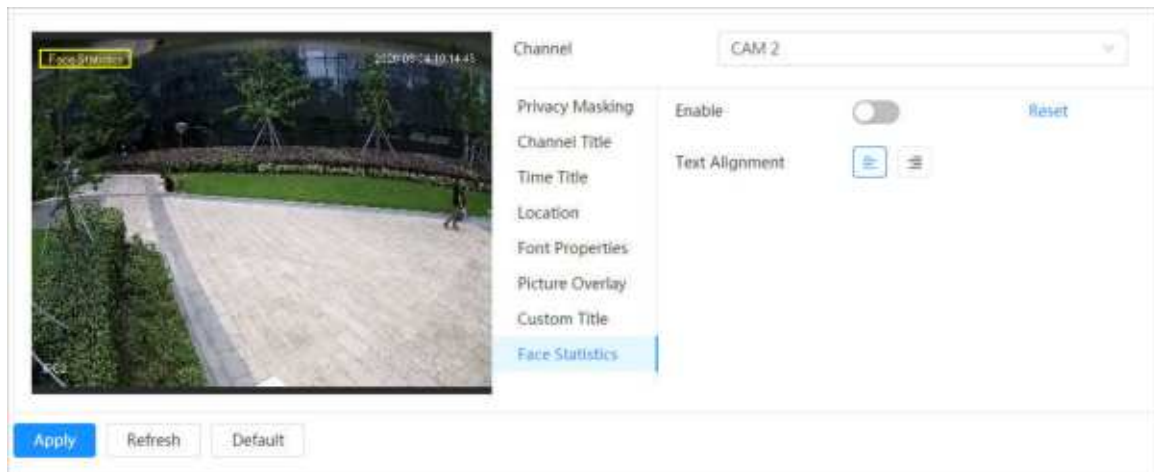 Face Statistics
Channel
CAM 2
Privacy Masking
Channel Title
Time Title
Location
Font Properties
Picture Overlay
Custom Title
Face Statistics
Enable
Reset
Text Alignment
Apply
Refresh
Default